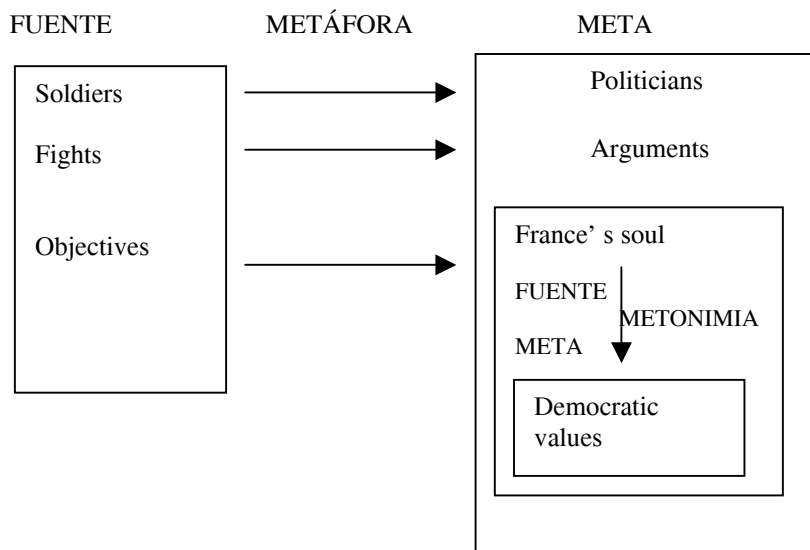 FUENTE METÁFORA META
Soldiers
Politicians
Fights
Arguments
Objectives
France' s soul
FUENTE
METONIMIA
META
Democratic
values